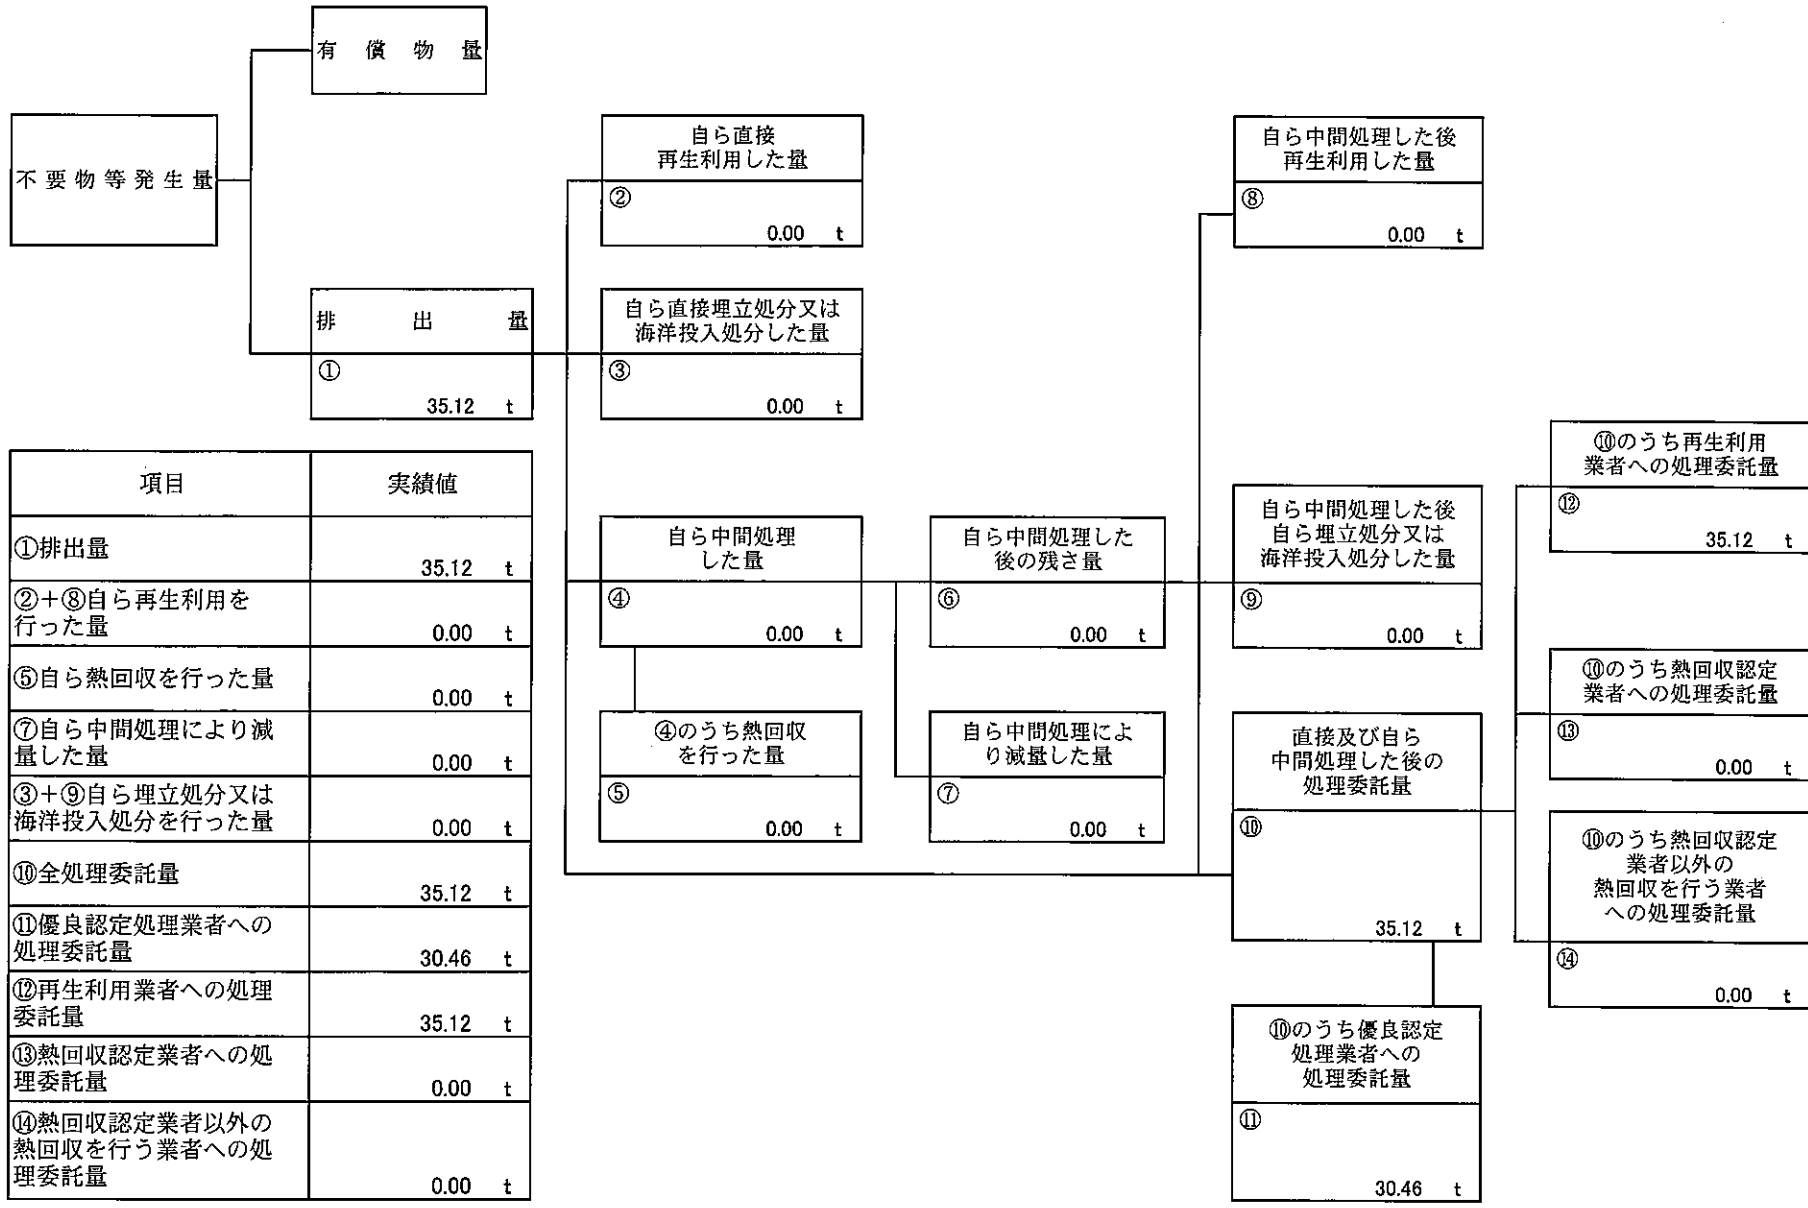 有償物量
不要物等発生量
排出量
①
35.12 t
自ら直接
再生利用した量
②
0.00 t
自ら直接埋立処分又は
海洋投入処分した量
③
0.00 t
自ら中間処理
した量
④
0.00 t
④のうち熱回収
を行った量
⑤
0.00 t
自ら中間処理した
後の残さ量
⑥
0.00 t
自ら中間処理によ
り減量した量
⑦
0.00 t
自ら中間処理した後
再生利用した量
⑧
0.00 t
自ら中間処理した後
自ら埋立処分又は
海洋投入処分した量
⑨
0.00 t
直接及び自ら
中間処理した後の
処理委託量
⑩
35.12 t
⑩のうち優良認定
処理業者への
処理委託量
⑪
30.46 t
⑩のうち再生利用
業者への処理委託量
⑫
35.12 t
⑩のうち熱回収認定
業者への処理委託量
⑬
0.00 t
⑩のうち熱回収認定
業者以外の
熱回収を行う業者
への処理委託量
⑭
0.00 t
項目 実績値
①排出量
35.12 t
②+⑧自ら再生利用を
行った量
0.00 t
⑤自ら熱回収を行った量
0.00 t
⑦自ら中間処理により減
量した量
0.00 t
③+⑨自ら埋立処分又は
海洋投入処分を行った量
0.00 t
⑩全処理委託量
35.12 t
⑪優良認定処理業者への
処理委託量
30.46 t
⑫再生利用業者への処理
委託量
35.12 t
⑬熱回収認定業者への処
理委託量
0.00 t
⑭熱回収認定業者以外の
熱回収を行う業者への処
理委託量
0.00 t